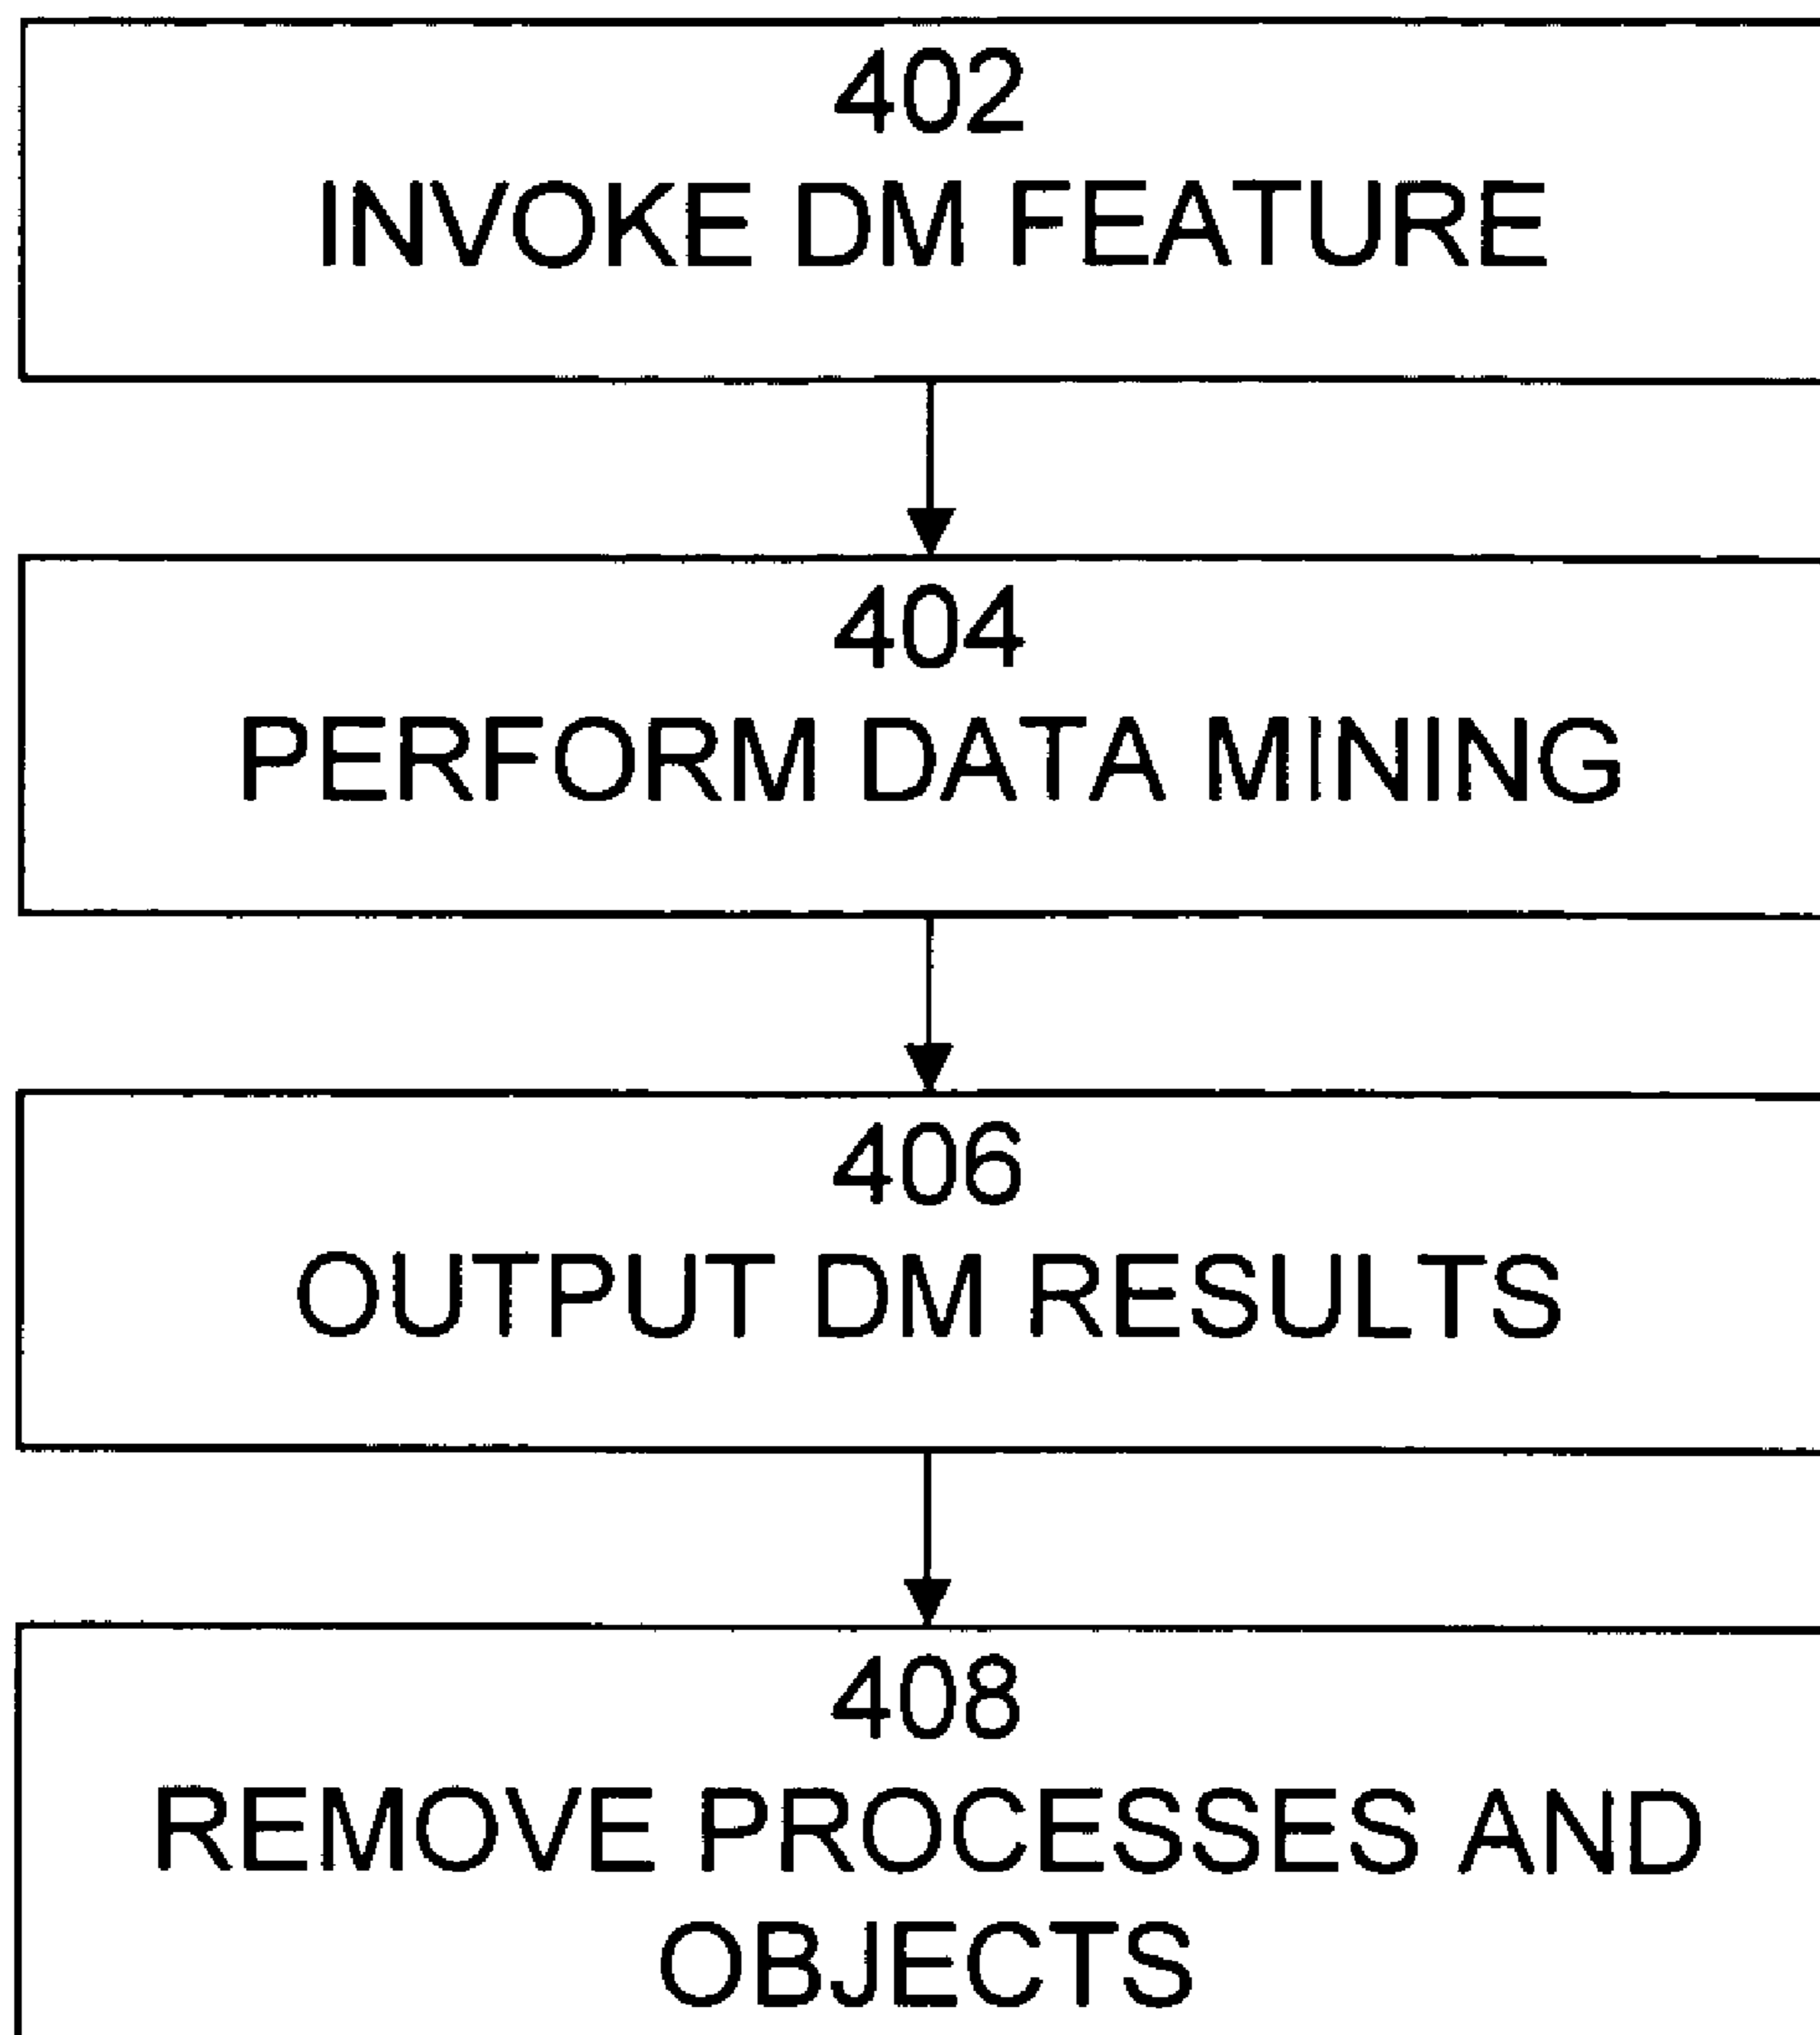 402
INVOKE DM FEATURE
404
PERFORM DATA MINING
406
OUTPUT DM RESULTS
408
REMOVE PROCESSES AND
OBJECTS